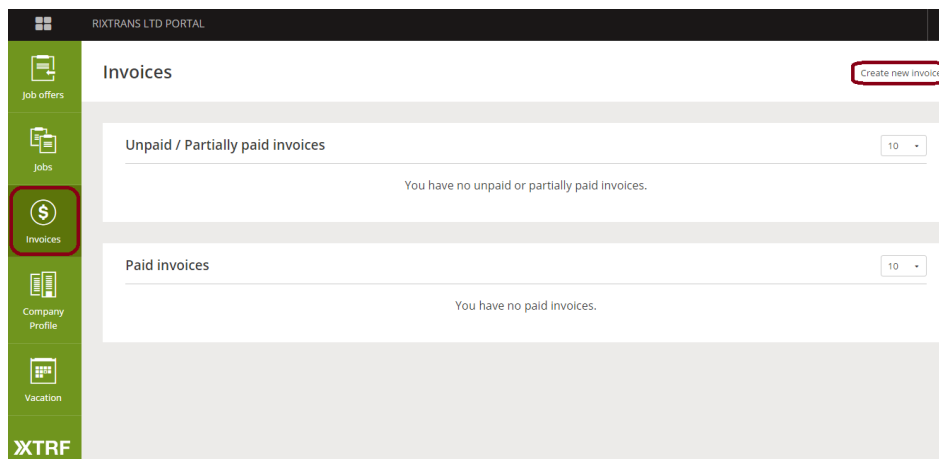 RIXTRANS LTD PORTAL
Job offers
Jobs
Invoices
Company
Profile
Vacation
XTRF
Invoices
Create new invoice
Unpaid / Partially paid invoices
10
You have no unpaid or partially paid invoices.
Paid invoices
10
You have no paid invoices.